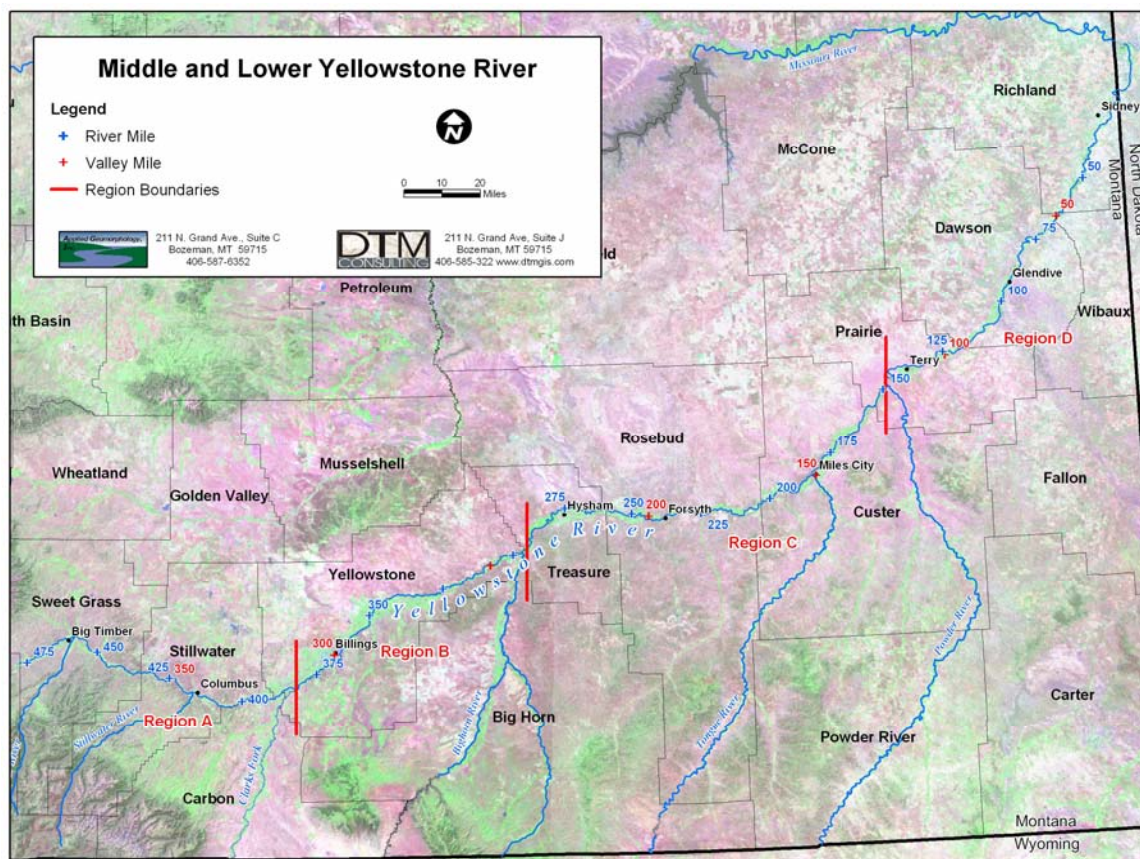 Middle and Lower Yellowstone River
Legend
River Mile
Valley Mile
Region Boundaries
N
0 10 20
Miles
Applied Geomorphology,
211 N. Grand Ave., Suite C
Bozeman, MT 59715
406-587-6352
DTM
CONSULTING
211 N. Grand Ave., Suite J
Bozeman, MT 59715
406-585-322 www.dtmgis.com
Missouri River
Richland
Sidney
McCone
50
Montana
North Dakota
50
75
Dawson
Glendive
100
Wibaux
Petroleum
Prairie
125
100
Region D
Terry
150
Rosebud
175
Wheatland
Golden Valley
Musselshell
150
Miles City
Fallon
275
Hysham
250
200
Forsyth
200
225
Custer
Region C
Yellowstone River
Yellowstone
Treasure
350
Sweet Grass
Big Timber
475
450
Stillwater
425
350
Columbus
300
Billings
375
Region B
400
Region A
Stillwater River
Clarks Fork
Bighorn River
Big Horn
Tongue River
Powder River
Powder River
Carter
Carbon
Montana
Wyoming